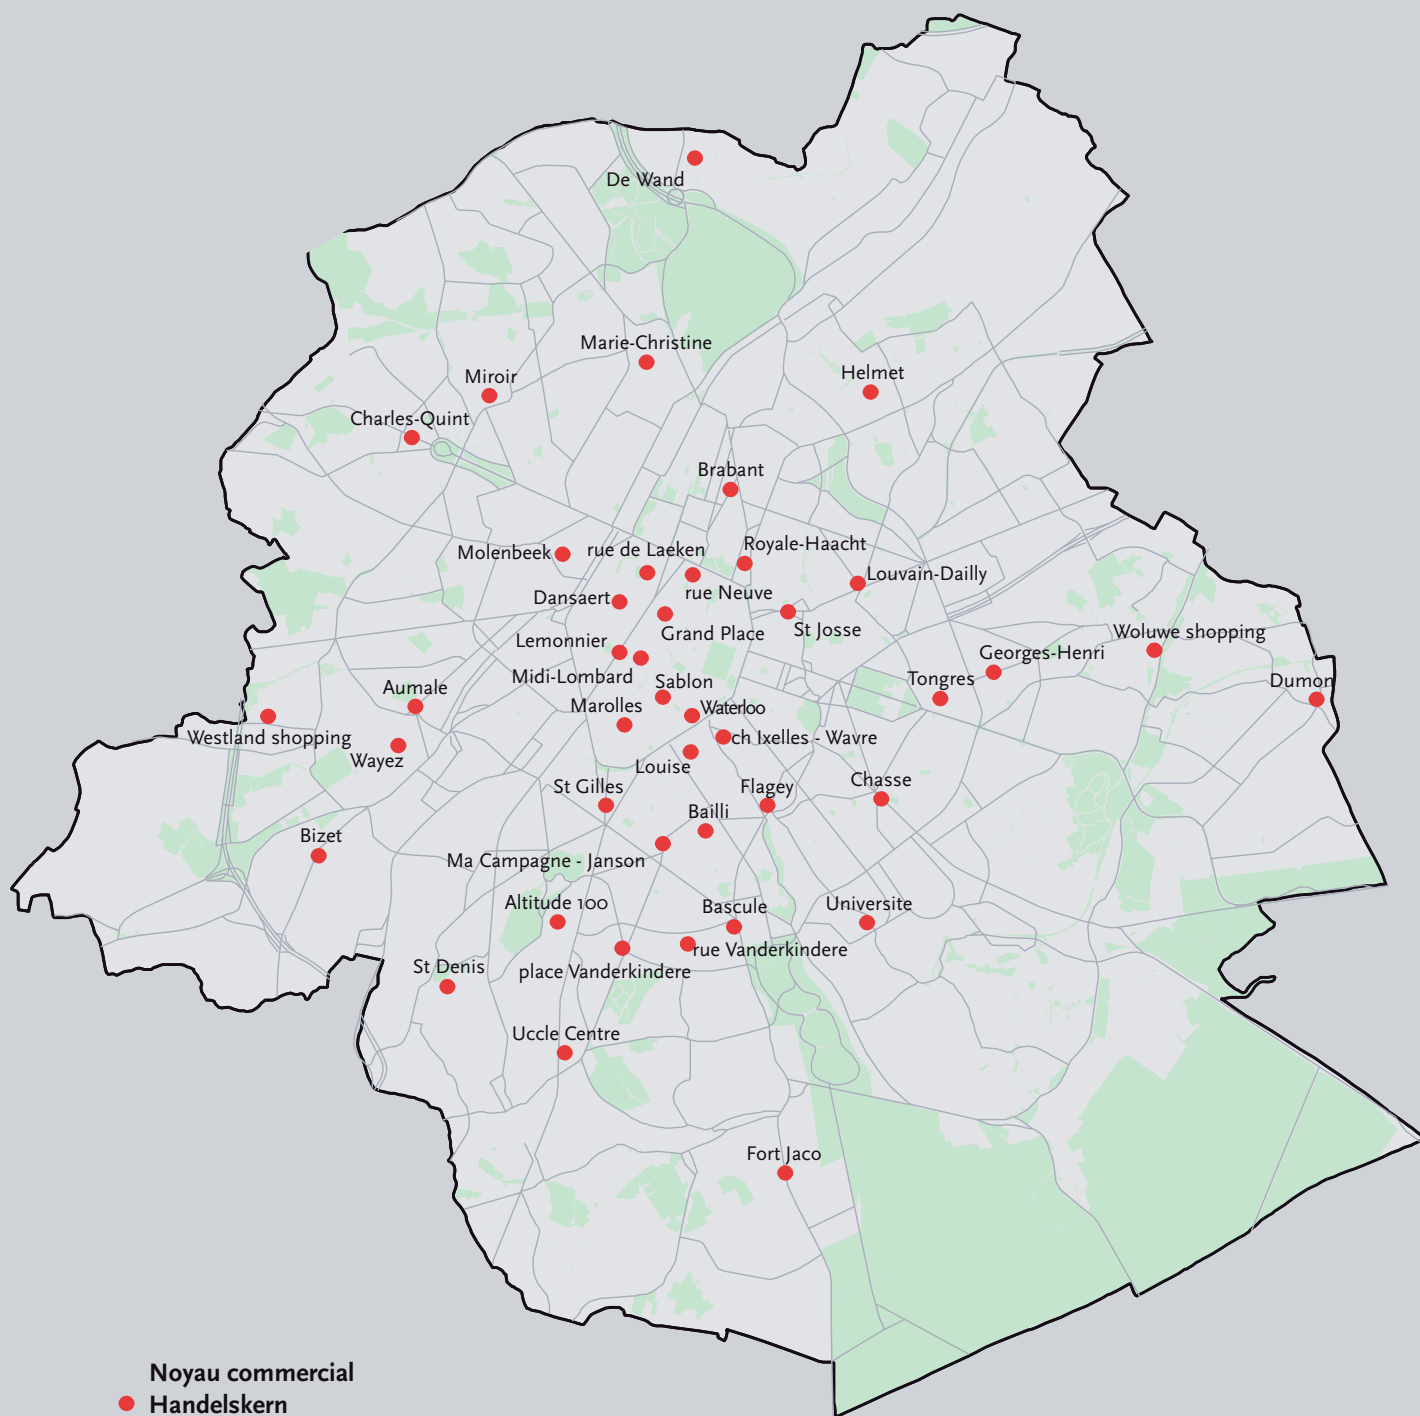 De Wand
Marie-Christine
Miroir
Helmet
Charles-Quint
Brabant
Royale-Haacht
Molenbeek
rue de Laeken
Louvain-Dailly
rue Neuve
Dansaert
St Josse
Grand Place
Woluwe shopping
Lemonnier
Georges-Henri
Midi-Lombard
Sablon
Tongres
Dumon
Aumale
Marolles
Waterloo
Westland shopping
ch Ixelles - Wavre
Wayez
Louise
St Gilles
Flagey
Chasse
Bailli
Bizet
Ma Campagne - Janson
Altitude 100
Bascule
Universite
rue Vanderkindere
St Denis
place Vanderkindere
Uccle Centre
Fort Jaco
Noyau commercial
Handelskern